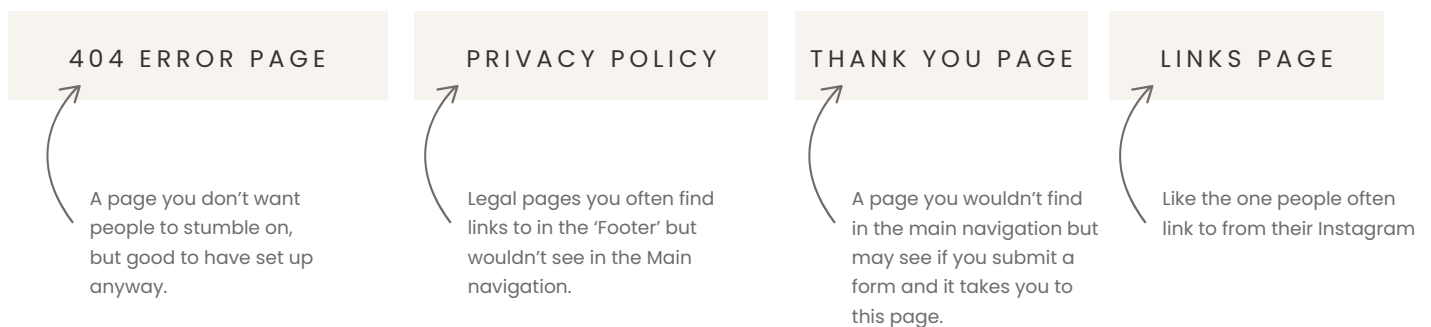 404 ERROR PAGE
A page you don’t want
people to stumble on,
but good to have set up
anyway.
PRIVACY POLICY
Legal pages you often find
links to in the ‘Footer’ but
wouldn’t see in the Main
navigation.
THANK YOU PAGE
A page you wouldn’t find
in the main navigation but
may see if you submit a
form and it takes you to
this page.
LINKS PAGE
Like the one people often
link to from their Instagram